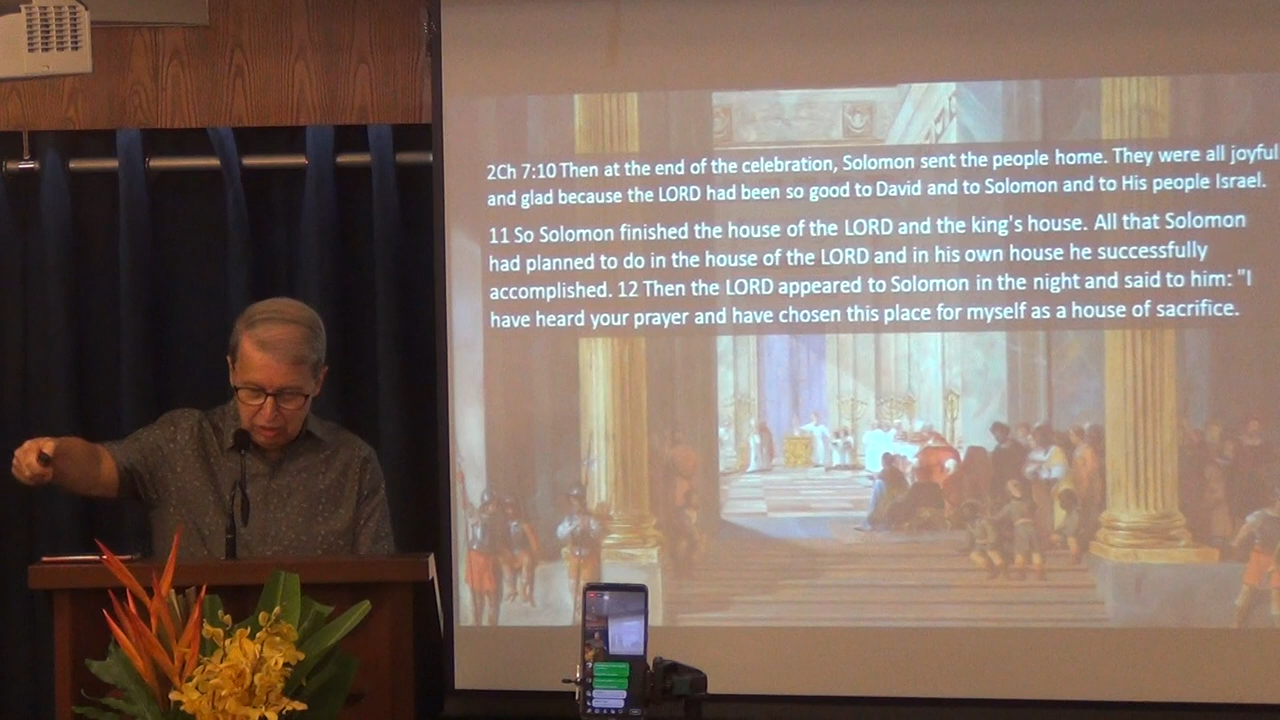 2Ch 7:10 Then at the end of the celebration, Solomon sent the people home. They were all joyful
and glad because the LORD had been so good to David and to Solomon and to His people Israel.
11 So Solomon finished the house of the LORD and the king's house. All that Solomon
had planned to do in the house of the LORD and in his own house he successfully
accomplished. 12 Then the LORD appeared to Solomon in the night and said to him: "I
have heard your prayer and have chosen this place for myself as a house of sacrifice.